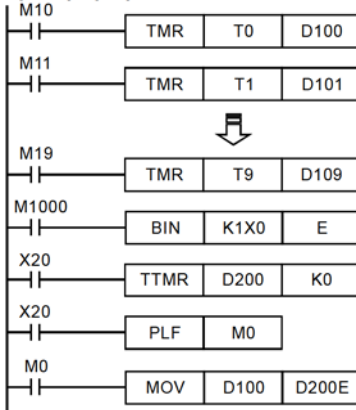 M10
TMR T0 D100
M11
TMR T1 D101
M19
TMR T9 D109
M1000
BIN K1X0 E
X20
TTMR D200 K0
X20
PLF M0
M0
MOV D100 D200E